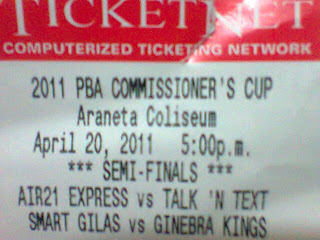 TICKETNET
COMPUTERIZED TICKETING NETWORK
2011 PBA COMMISSIONER'S CUP
Araneta Coliseum
April 20, 2011 5:00p.m.
*** SEMI-FINALS ***
AIR21 EXPRESS vs TALK 'N TEXT
SMART GILAS vs GINEBRA KINGS